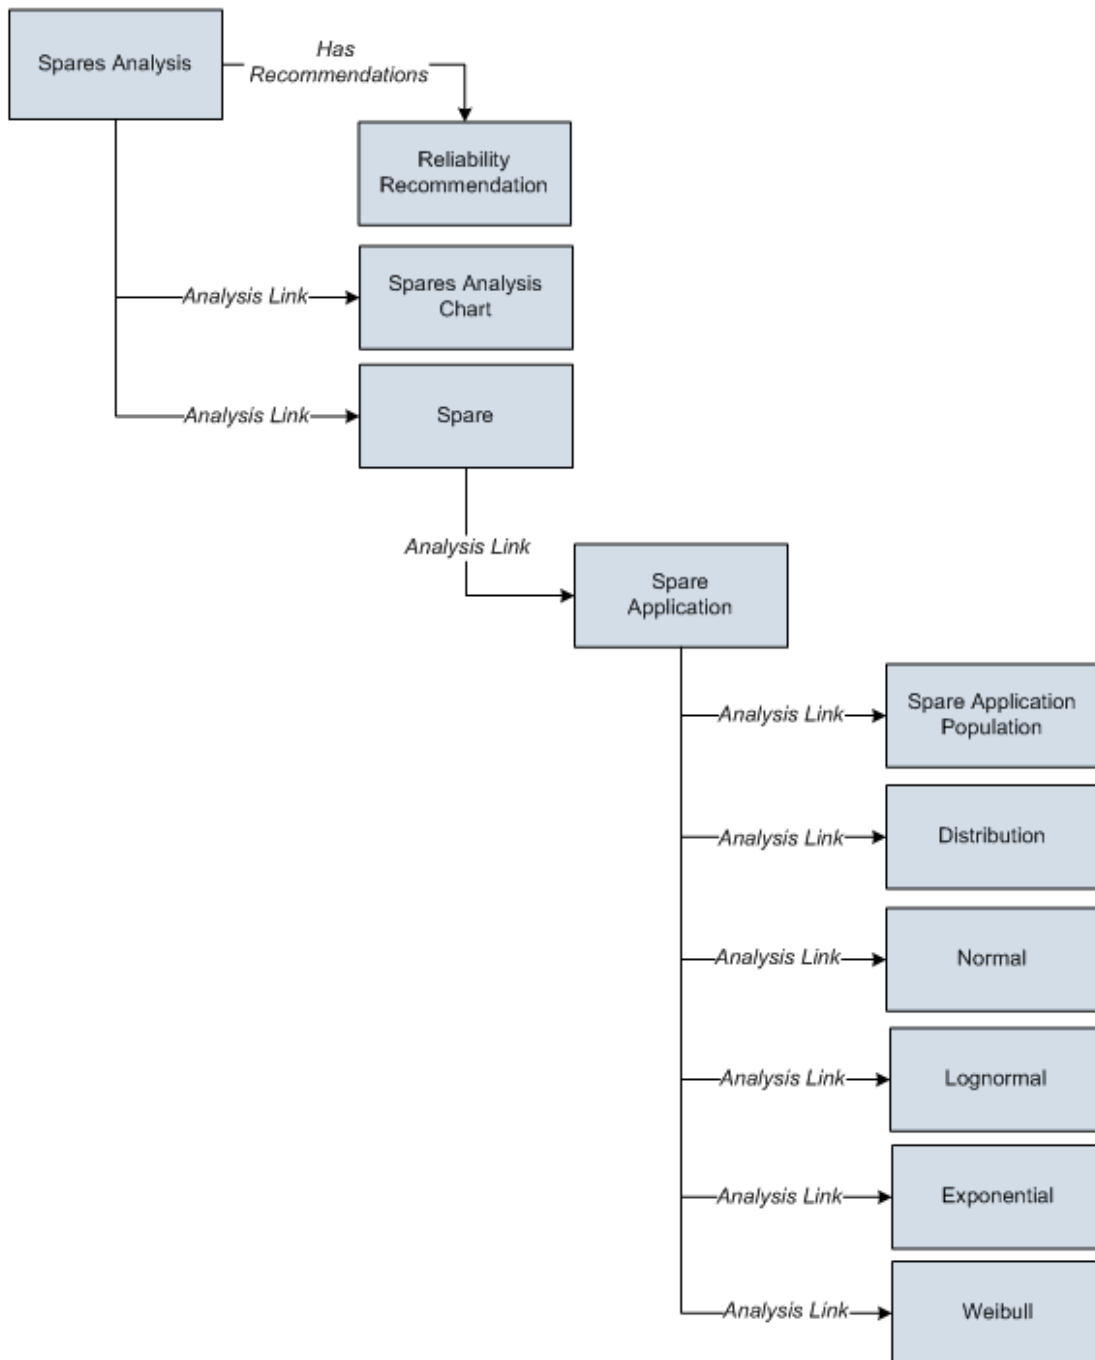 Spares Analysis
Has
Recommendations
Reliability
Recommendation
Analysis Link
Spares Analysis
Chart
Analysis Link
Spare
Analysis Link
Spare
Application
Analysis Link
Spare Application
Population
Analysis Link
Distribution
Analysis Link
Normal
Analysis Link
Lognormal
Analysis Link
Exponential
Analysis Link
Weibull